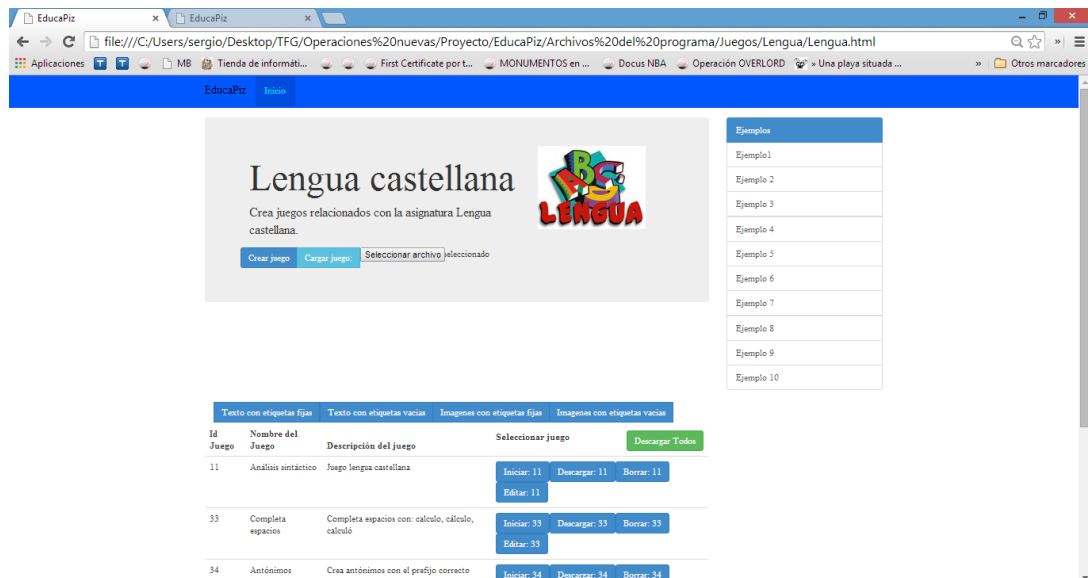 EducaPiz
EducaPiz
file:///C:/Users/sergio/Desktop/TFG/Operaciones%20nuevas/Proyecto/EducaPiz/Archivos%20del%20programa/Juegos/Lengua/Lengua.html
Aplicaciones T T MB Tienda de informáti... First Certificate por t... MONUMENTOS en ... Docus NBA Operación OVERLORD » Una playa situada ... » Otros marcadores
EducaPiz Inicio
Lengua castellana
Crea juegos relacionados con la asignatura Lengua
castellana.
Crear juego Cargar juego: Seleccionar archivo seleccionado
ABC
LENGUA
Ejemplos
Ejemplo1
Ejemplo 2
Ejemplo 3
Ejemplo 4
Ejemplo 5
Ejemplo 6
Ejemplo 7
Ejemplo 8
Ejemplo 9
Ejemplo 10
Texto con etiquetas fijas Texto con etiquetas vacias Imagenes con etiquetas fijas Imagenes con etiquetas vacias
Id Juego Nombre del Juego Descripción del juego Seleccionar juego Descargar Todos
11 Análisis sintáctico Juego lengua castellana Iniciar: 11 Descargar: 11 Borrar: 11
Editar: 11
33 Completa espacios Completa espacios con: calculo, cálculo, calculó Iniciar: 33 Descargar: 33 Borrar: 33
Editar: 33
34 Antónimos Crea antónimos con el prefijo correcto Iniciar: 34 Descargar: 34 Borrar: 34